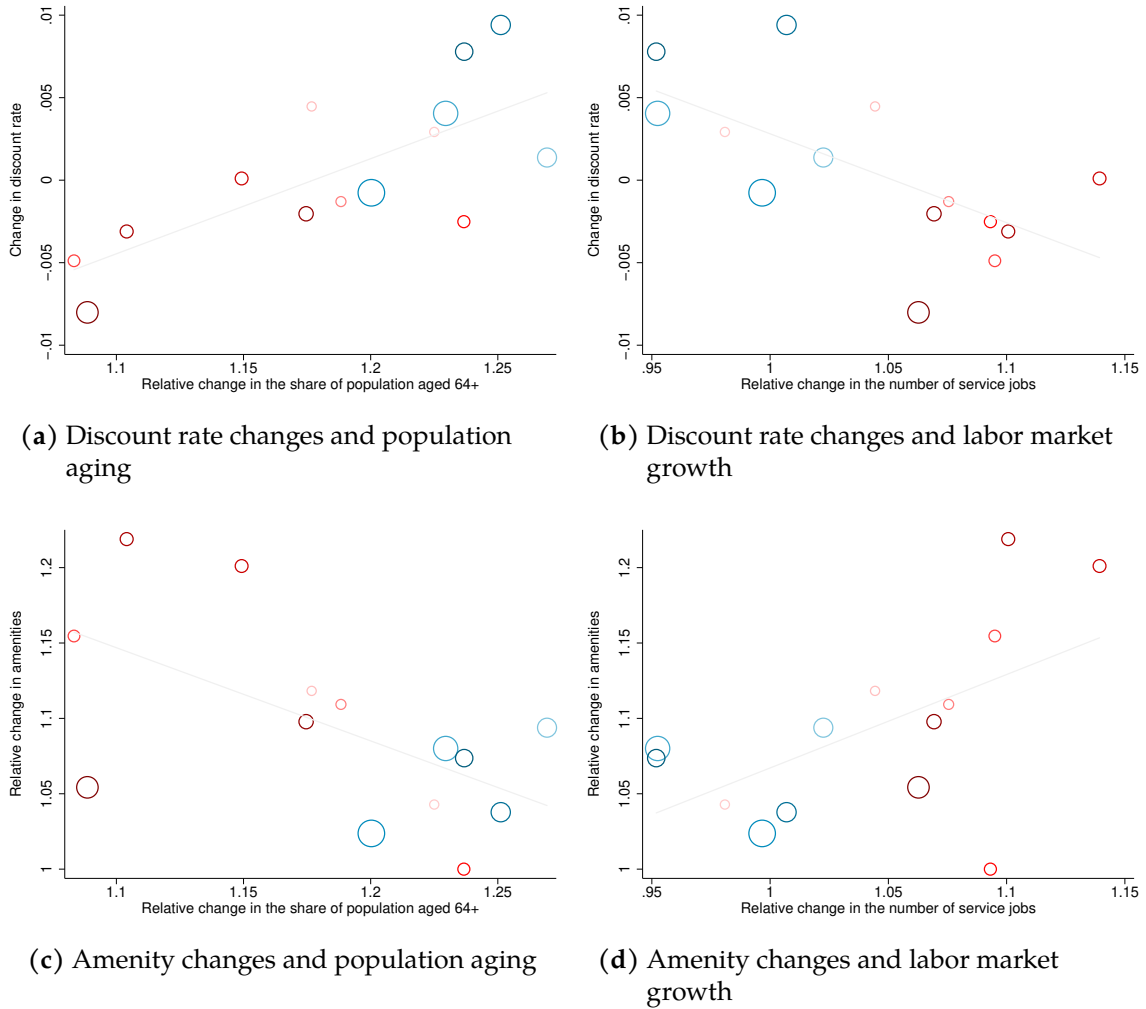 Change in discount rate
.01
.005
0
-.005
-.01
1.1
1.15
1.2
1.25
Relative change in the share of population aged 64+
(a) Discount rate changes and population
aging
Change in discount rate
.01
.005
0
-.005
-.01
.95
1
1.05
1.1
1.15
Relative change in the number of service jobs
(b) Discount rate changes and labor market
growth
Relative change in amenities
1.2
1.15
1.1
1.05
1
1.1
1.15
1.2
1.25
Relative change in the share of population aged 64+
(c) Amenity changes and population aging
Relative change in amenities
1.2
1.15
1.1
1.05
1
.95
1
1.05
1.1
1.15
Relative change in the number of service jobs
(d) Amenity changes and labor market
growth